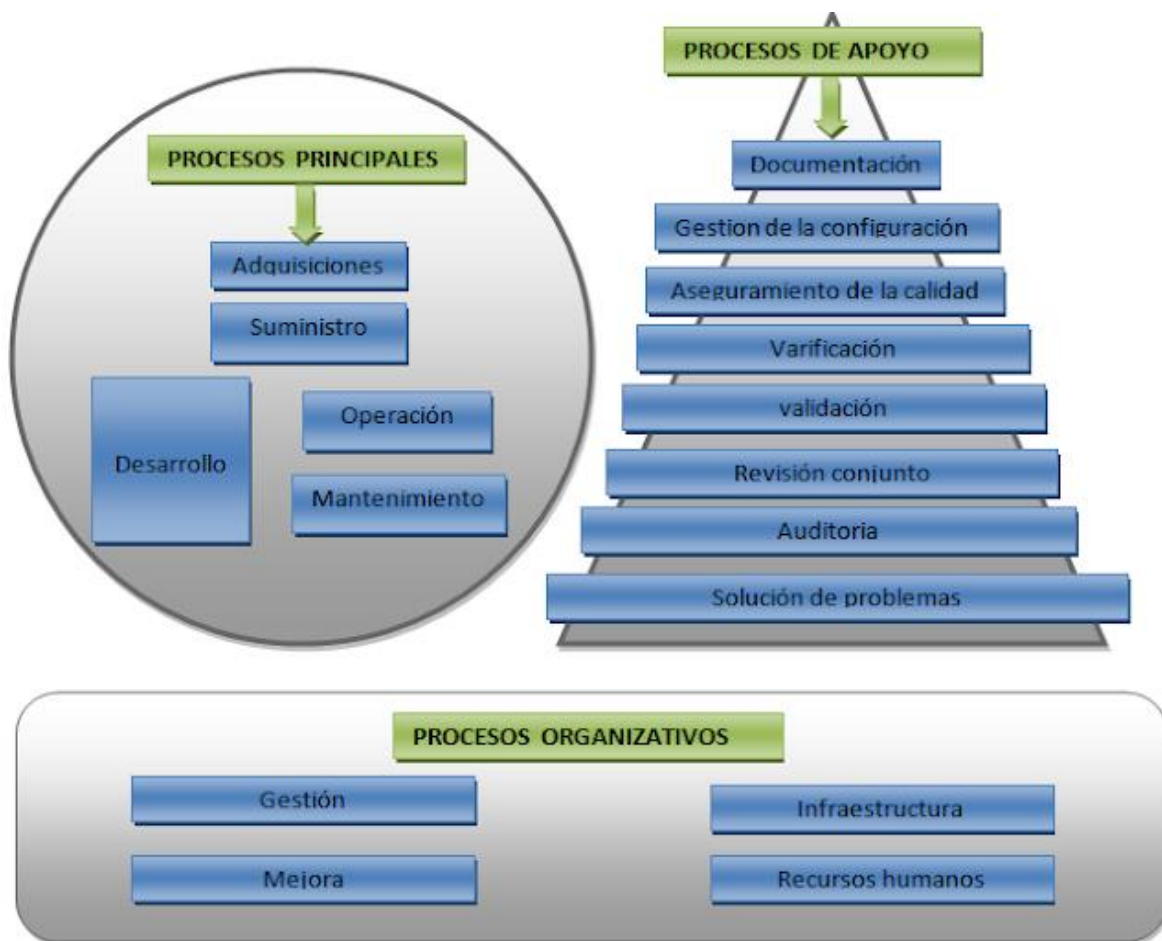 PROCESOS PRINCIPALES
Adquisiciones
Suministro
Desarrollo
Operación
Mantenimiento
PROCESOS DE APOYO
Documentación
Gestion de la configuración
Aseguramiento de la calidad
Varificación
validación
Revisión conjunto
Auditoria
Solución de problemas
PROCESOS ORGANIZATIVOS
Gestión
Infraestructura
Mejora
Recursos humanos